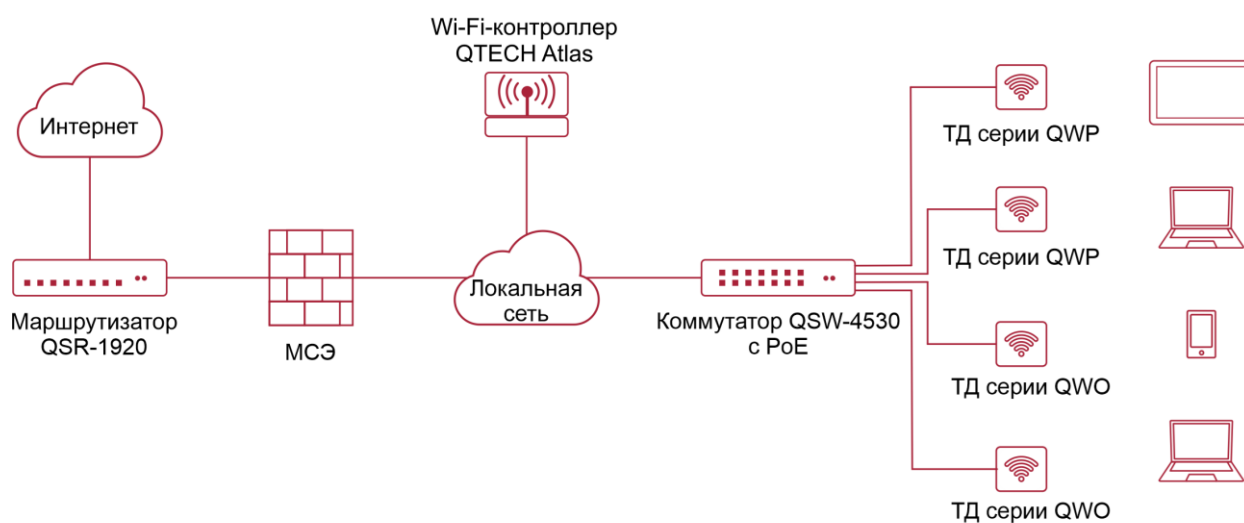 Wi-Fi-контроллер
QTECH Atlas
Интернет
ТД серии QWP
ТД серии QWP
Локальная
сеть
Маршрутизатор
QSR-1920
МСЭ
Коммутатор QSW-4530
с PoE
ТД серии QWO
ТД серии QWO